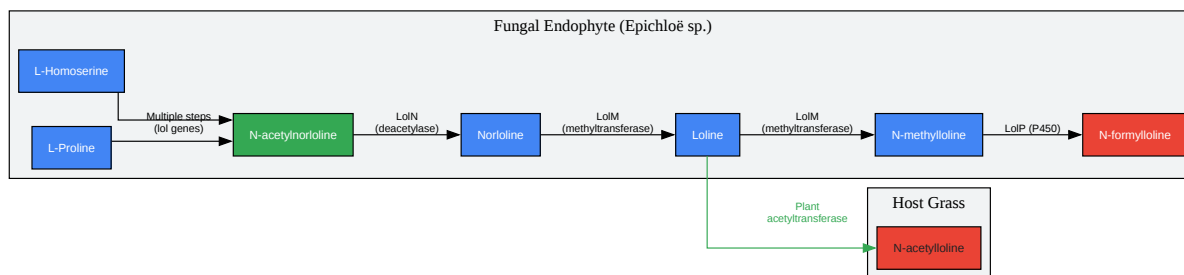 Fungal Endophyte (Epichloë sp.)
L-Homoserine
L-Proline
Multiple steps
(lol genes)
N-acetylnorloline
LolN
(deacetylase)
Norloline
LolM
(methyltransferase)
Loline
LolM
(methyltransferase)
N-methylloline
LolP (P450)
N-formylloline
Plant
acetyltransferase
Host Grass
N-acetylloline